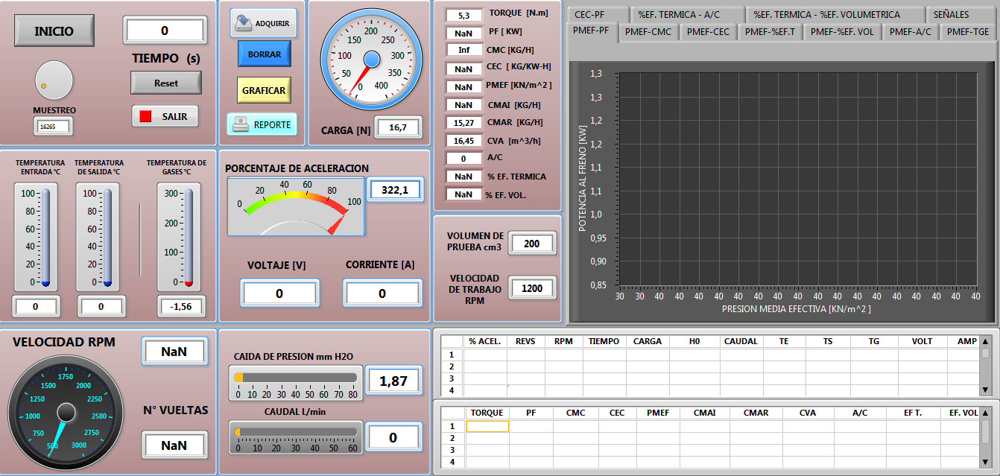 INICIO
0
TIEMPO (s)
Reset
SALIR
MUESTREO
16265
ADQUIRIR
BORRAR
GRAFICAR
REPORTE
0 50 100 150 200 250 300 350 400
CARGA [N]
16,7
5,3 TORQUE [N.m]
NaN PF [ KW]
Inf CMC [KG/H]
NaN CEC [ KG/KW-H]
NaN PMEF [KN/m^2 ]
NaN CMAI [KG/H]
15,27 CMAR [KG/H]
16,45 CVA [m^3/h]
0 A/C
NaN % EF. TERMICA
NaN % EF. VOL.
CEC-PF %EF. TERMICA - A/C %EF. TERMICA - %EF. VOLUMETRICA SEÑALES
PMEF-PF PMEF-CMC PMEF-CEC PMEF-%EF.T PMEF-%EF. VOL PMEF-A/C PMEF-TGE
POTENCIA AL FRENO [KW]
1,3
1,3
1,2
1,2
1,1
1,1
1,0
0,95
0,90
0,85
30 30 40 40 40 40 40 40 40 40 40 40 40 40 40 40 40 40 40
PRESION MEDIA EFECTIVA [KN/m^2 ]
TEMPERATURA
ENTRADA °C
100
80
60
40
20
0
0
TEMPERATURA
DE SALIDA °C
100
80
60
40
20
0
0
TEMPERATURA DE
GASES °C
300
200
100
0
-1,56
PORCENTAJE DE ACELERACION
0 20 40 60 80 100
322,1
VOLTAJE [V]
0
CORRIENTE [A]
0
VOLUMEN DE
PRUEBA cm3
200
VELOCIDAD
DE TRABAJO
RPM
1200
VELOCIDAD RPM
NaN
500 750 1000 1250 1500 1750 2000 2250 2500 2750 3000
N° VUELTAS
NaN
CAIDA DE PRESION mm H2O
0 10 20 30 40 50 60 70 80
1,87
CAUDAL L/min
0 10 20 30 40 50 60
0
% ACEL. REVS RPM TIEMPO CARGA H0 CAUDAL TE TS TG VOLT AMP
1
2
3
4
TORQUE PF CMC CEC PMEF CMAI CMAR CVA A/C EF T. EF. VOL
1
2
3
4